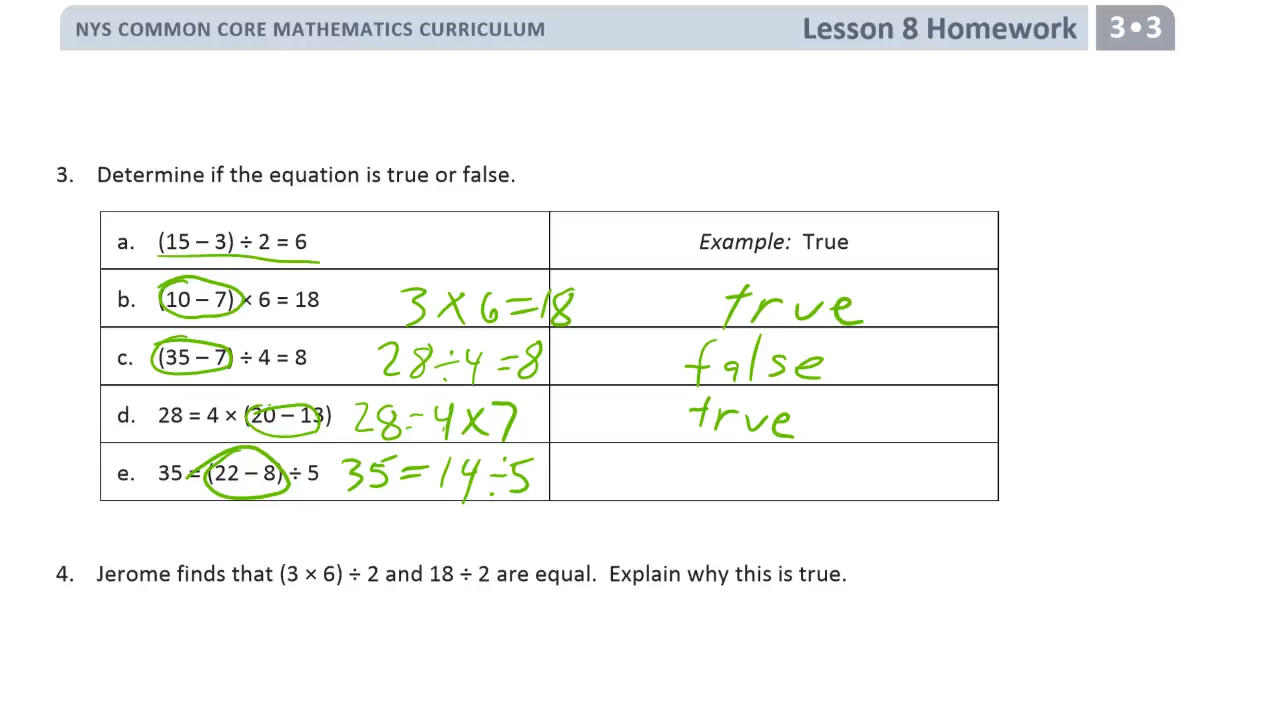 NYS COMMON CORE MATHEMATICS CURRICULUM Lesson 8 Homework 3•3
3. Determine if the equation is true or false.
a. (15 – 3) ÷ 2 = 6 Example: True
b. (10 – 7) × 6 = 18 3 × 6 = 18 true
c. (35 – 7) ÷ 4 = 8 28 ÷ 4 = 8 false
d. 28 = 4 × (20 – 13) 28 = 4 × 7 true
e. 35 = (22 – 8) ÷ 5 35 = 14 ÷ 5
4. Jerome finds that (3 × 6) ÷ 2 and 18 ÷ 2 are equal. Explain why this is true.